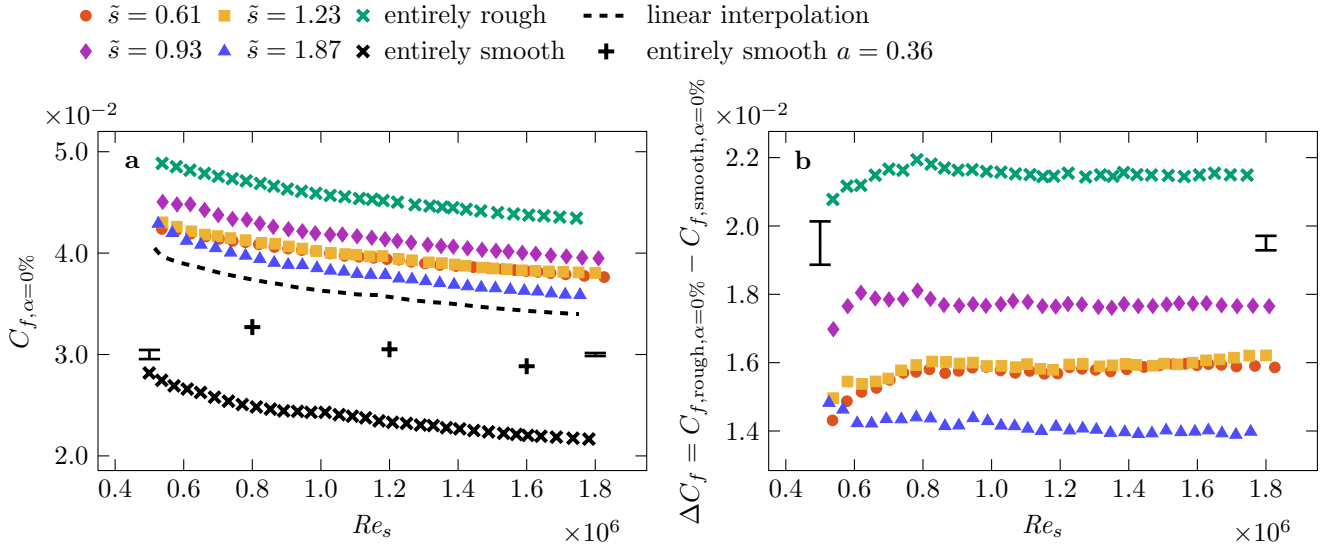 s̃ = 0.61 s̃ = 1.23 entirely rough linear interpolation
s̃ = 0.93 s̃ = 1.87 entirely smooth entirely smooth a = 0.36
×10⁻²
a
5.0
4.0
3.0
2.0
C_{f,α=0%}
0.4 0.6 0.8 1.0 1.2 1.4 1.6 1.8
Re_s
×10⁶
×10⁻²
b
2.2
2.0
1.8
1.6
1.4
ΔC_f = C_{f,rough,α=0%} − C_{f,smooth,α=0%}
0.4 0.6 0.8 1.0 1.2 1.4 1.6 1.8
Re_s
×10⁶